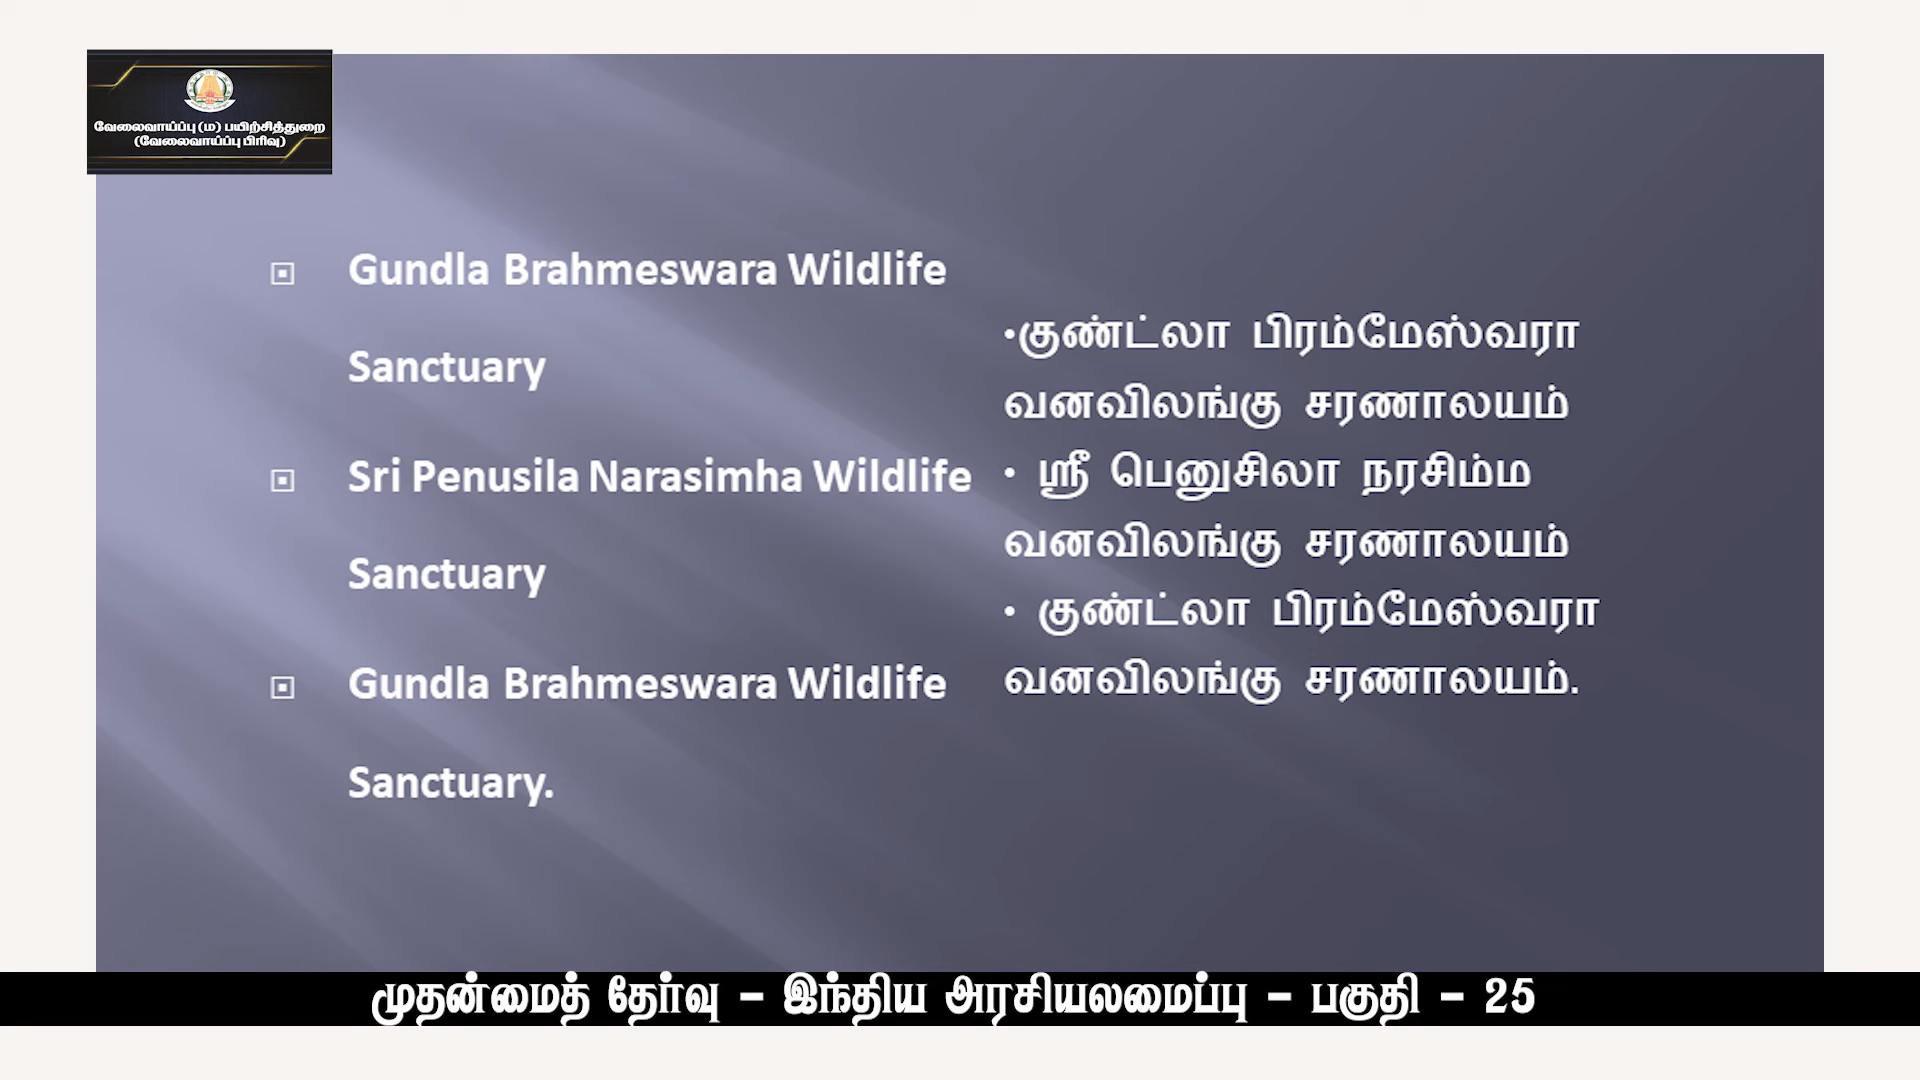 வேலைவாய்ப்பு (ம) பயிற்சித்துறை
(வேலைவாய்ப்பு பிரிவு)
Gundla Brahmeswara Wildlife
Sanctuary
Sri Penusila Narasimha Wildlife
Sanctuary
Gundla Brahmeswara Wildlife
Sanctuary.
•குண்ட்லா பிரம்மேஸ்வரா
வனவிலங்கு சரணாலயம்
• ஸ்ரீ பெனுசிலா நரசிம்ம
வனவிலங்கு சரணாலயம்
• குண்ட்லா பிரம்மேஸ்வரா
வனவிலங்கு சரணாலயம்.
முதன்மைத் தேர்வு – இந்திய அரசியலமைப்பு – பகுதி – 25